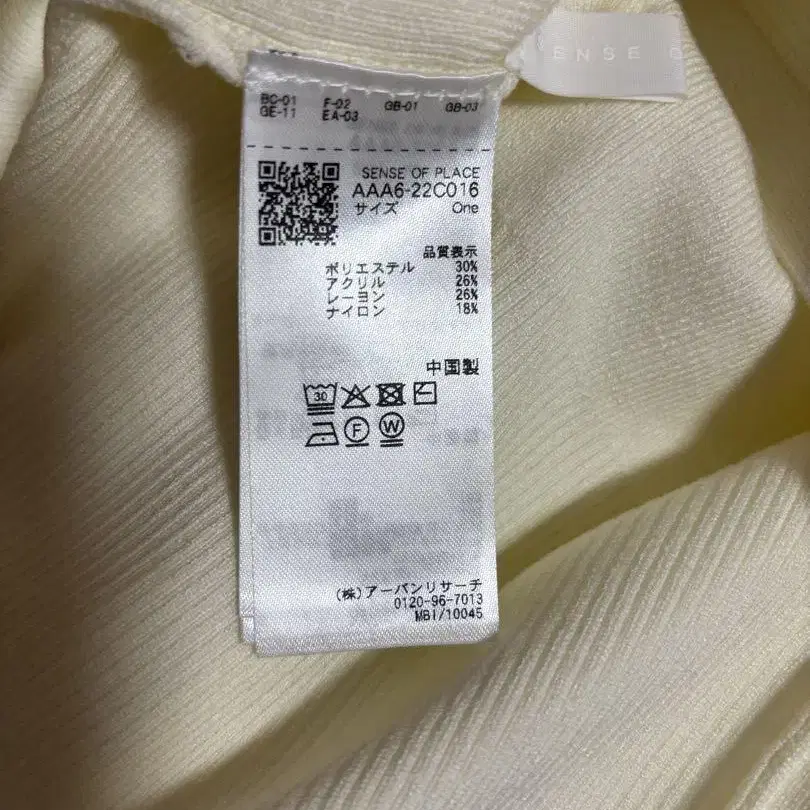 ENSE O
BC-01 F-02 GB-01 GB-03
GE-11 EA-03
SENSE OF PLACE
AAA6-22C016
サイズ One
品質表示
ポリエステル 30%
アクリル 26%
レーヨン 26%
ナイロン 18%
中国製
30
F W
(株)アーバンリサーチ
0120-96-7013
MBI/10045